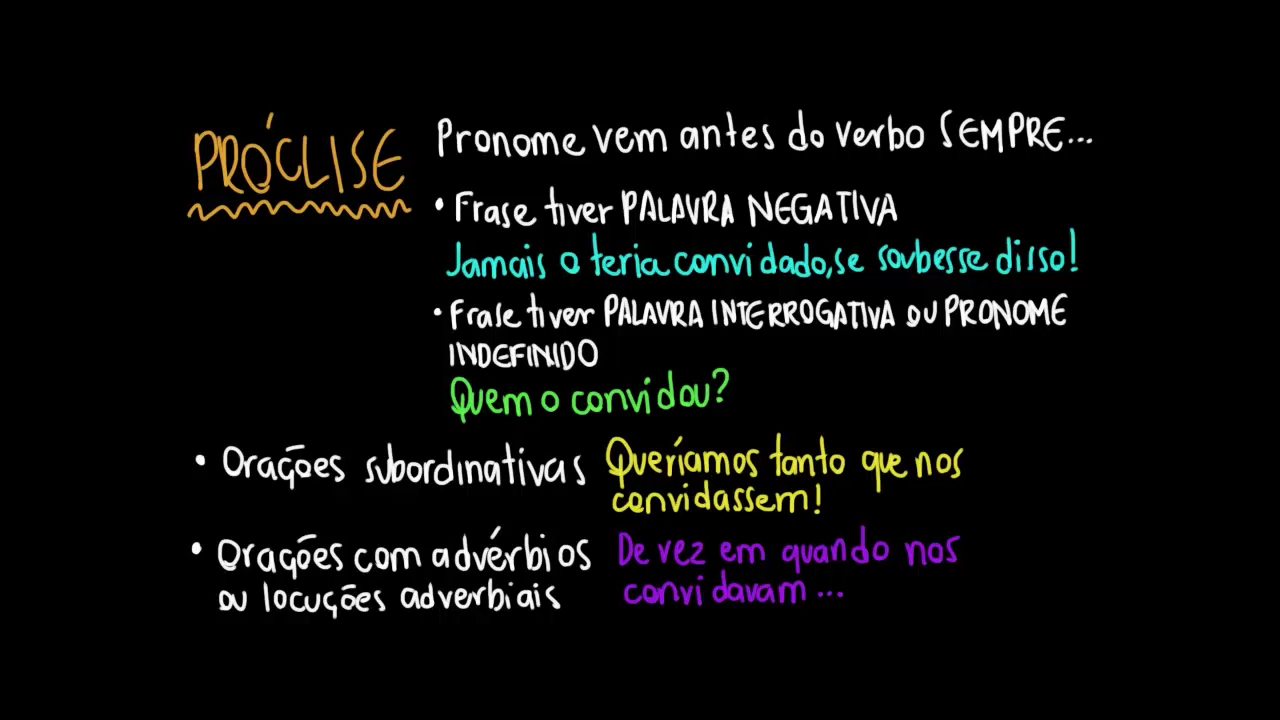 PRÓCLISE
Pronome vem antes do verbo SEMPRE...
• Frase tiver PALAVRA NEGATIVA
Jamais o teria convidado, se soubesse disso!
• Frase tiver PALAVRA INTERROGATIVA OU PRONOME
INDEFINIDO
Quem o convidou?
• Orações subordinativas
Queríamos tanto que nos
convidassem!
• Orações com advérbios
ou locuções adverbiais
De vez em quando nos
convidavam...